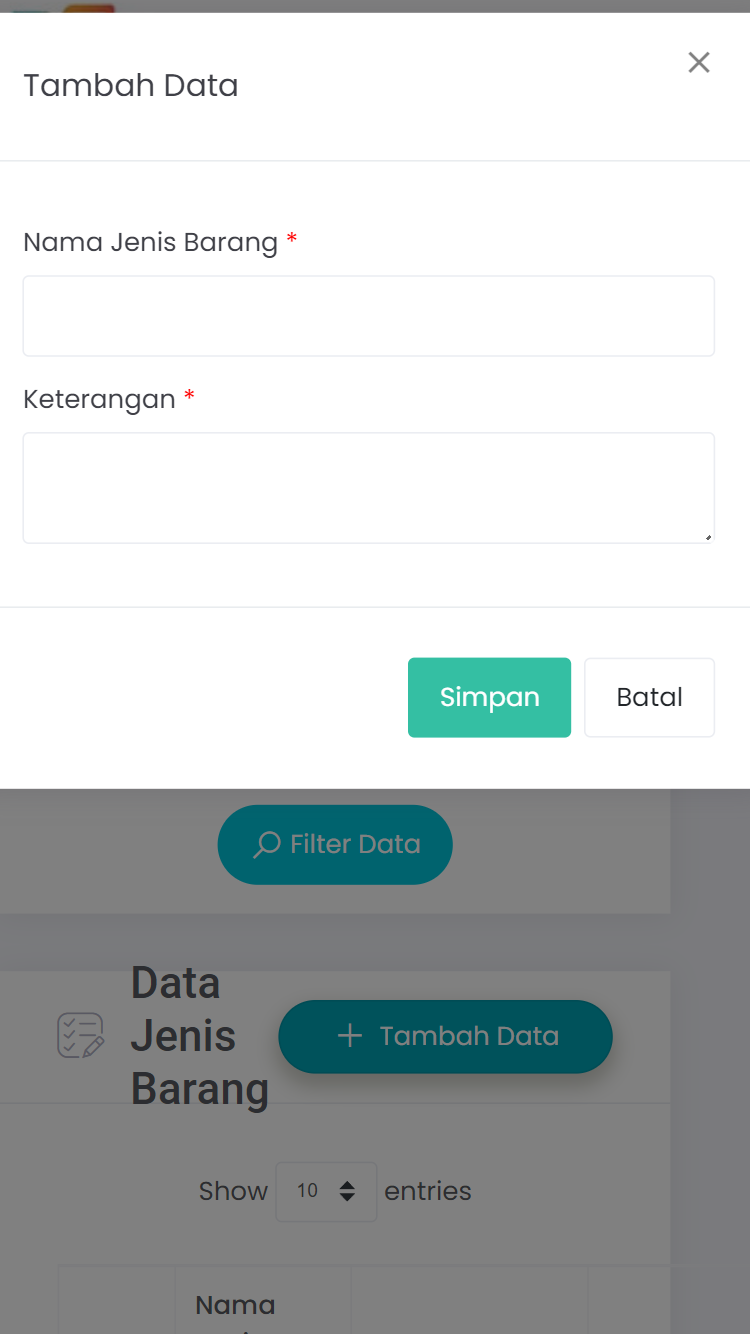 Tambah Data
Nama Jenis Barang *
Keterangan *
Simpan
Batal
Filter Data
Data
Jenis
Barang
Tambah Data
Show 10 entries
Nama